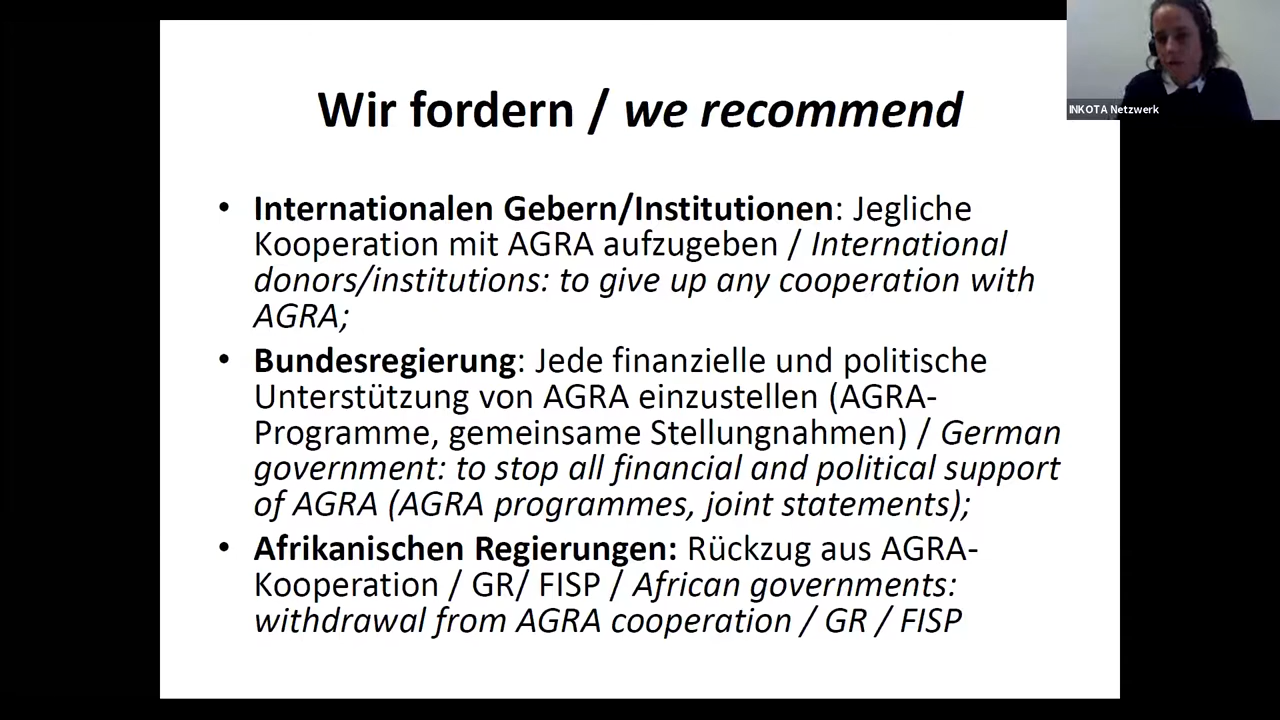 Wir fordern / we recommend
INKOTA Netzwerk
• Internationalen Gebern/Institutionen: Jegliche
Kooperation mit AGRA aufzugeben / International
donors/institutions: to give up any cooperation with
AGRA;
• Bundesregierung: Jede finanzielle und politische
Unterstützung von AGRA einzustellen (AGRA-
Programme, gemeinsame Stellungnahmen) / German
government: to stop all financial and political support
of AGRA (AGRA programmes, joint statements);
• Afrikanischen Regierungen: Rückzug aus AGRA-
Kooperation / GR/ FISP / African governments:
withdrawal from AGRA cooperation / GR / FISP